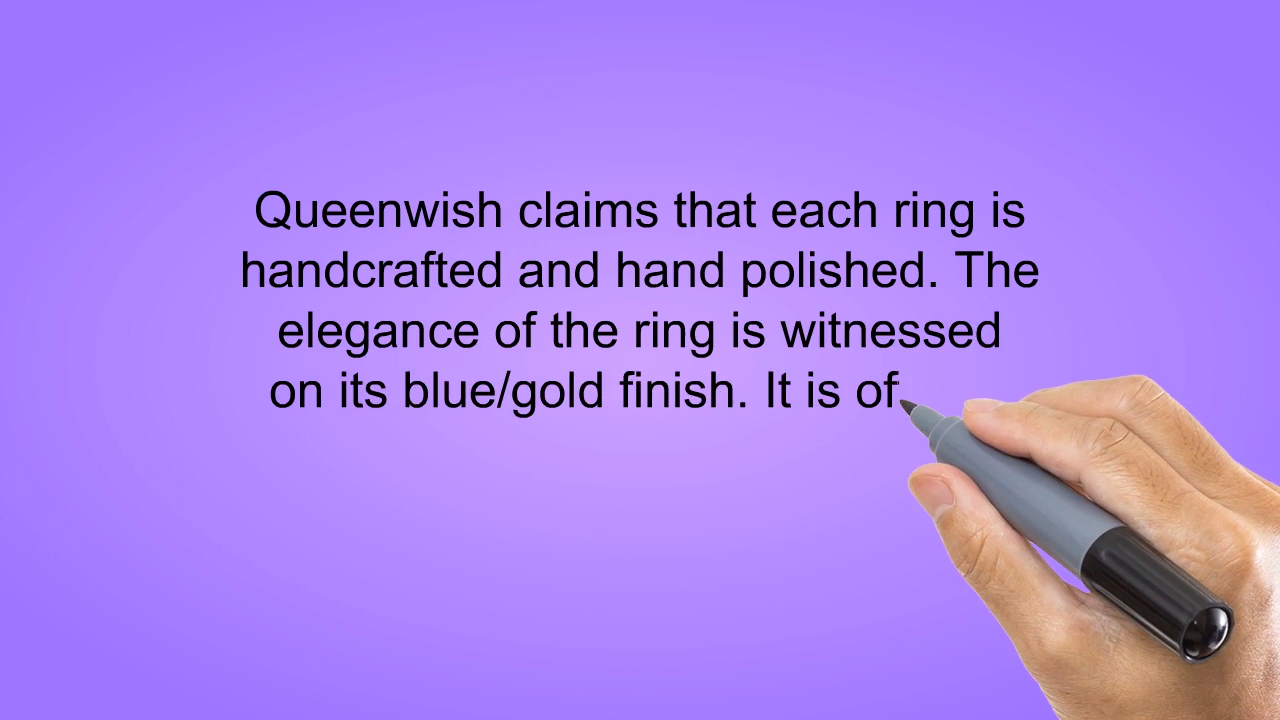 Queenwish claims that each ring is
handcrafted and hand polished. The
elegance of the ring is witnessed
on its blue/gold finish. It is of